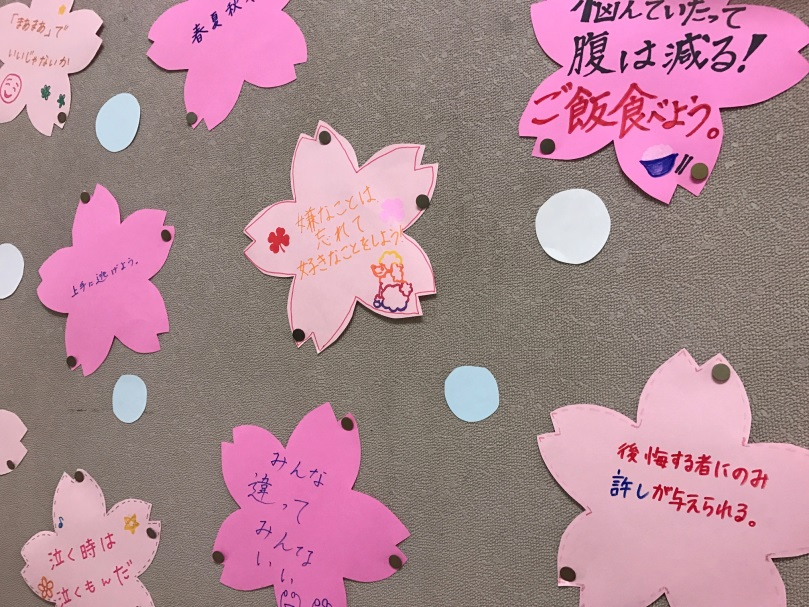 「まぁまぁ」で
いいじゃないか
春夏秋
悩んでいたって
腹は減る!
ご飯食べよう。
嫌なことは
忘れて
好きなことをしよう!
上手に逃げよう。
みんな
違って
みんな
いい
後悔する者にのみ
許しが与えられる。
泣く時は
泣くもんだ